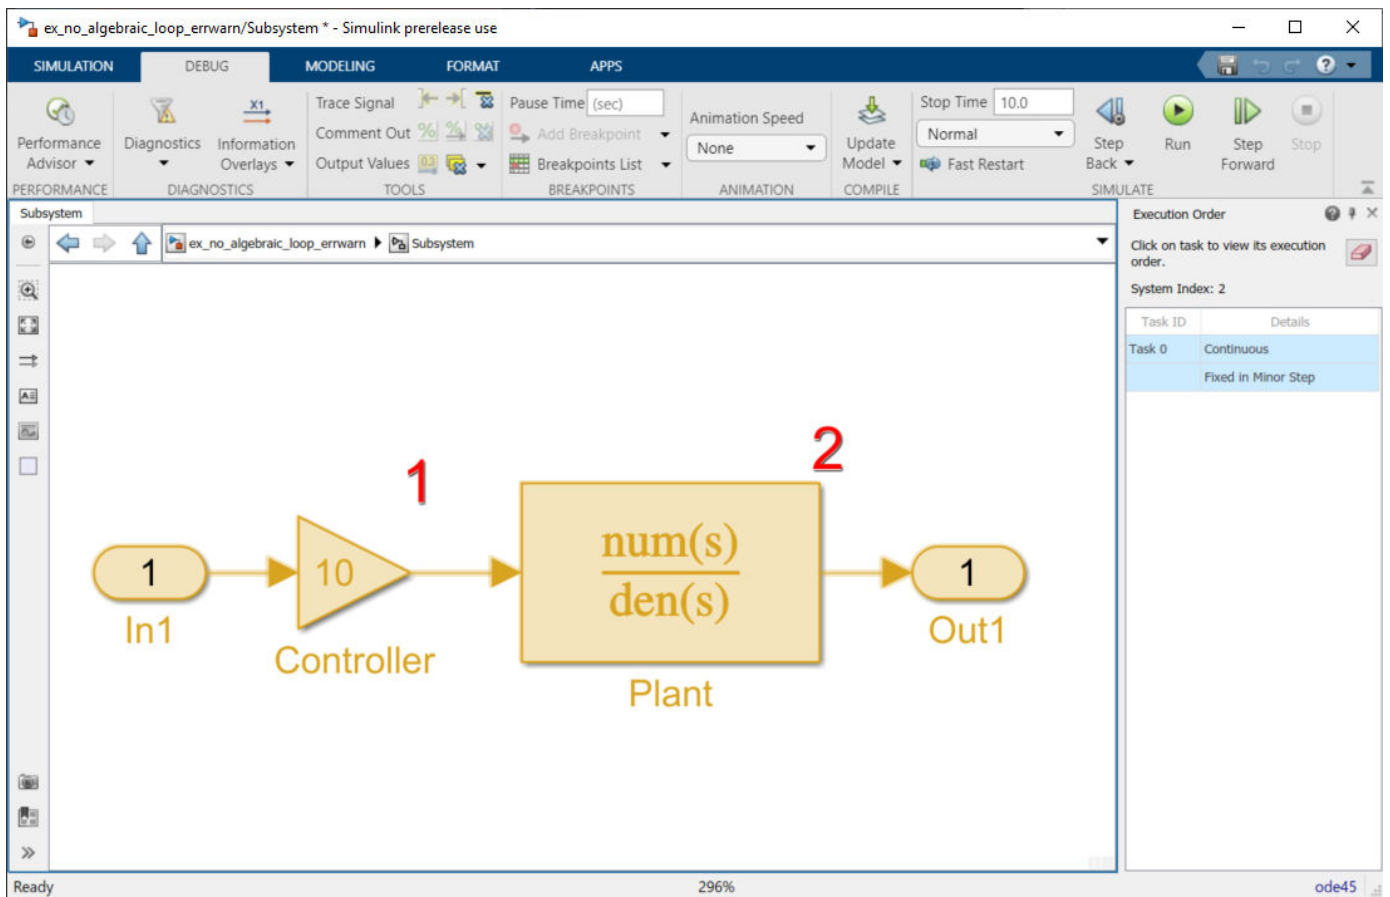 ex_no_algebraic_loop_errwarn/Subsystem * - Simulink prerelease use
SIMULATION DEBUG MODELING FORMAT APPS
Performance Advisor
PERFORMANCE
Diagnostics
Information Overlays
DIAGNOSTICS
Trace Signal
Comment Out
Output Values
TOOLS
Pause Time (sec)
Add Breakpoint
Breakpoints List
BREAKPOINTS
Animation Speed
None
ANIMATION
Update Model
COMPILE
Stop Time 10.0
Normal
Fast Restart
Step Back
Run
Step Forward
Stop
SIMULATE
Subsystem
ex_no_algebraic_loop_errwarn Subsystem
Execution Order
Click on task to view its execution
order.
System Index: 2
Task ID Details
Task 0 Continuous
Fixed in Minor Step
1
2
1
In1
10
Controller
num(s)
den(s)
Plant
1
Out1
Ready 296% ode45